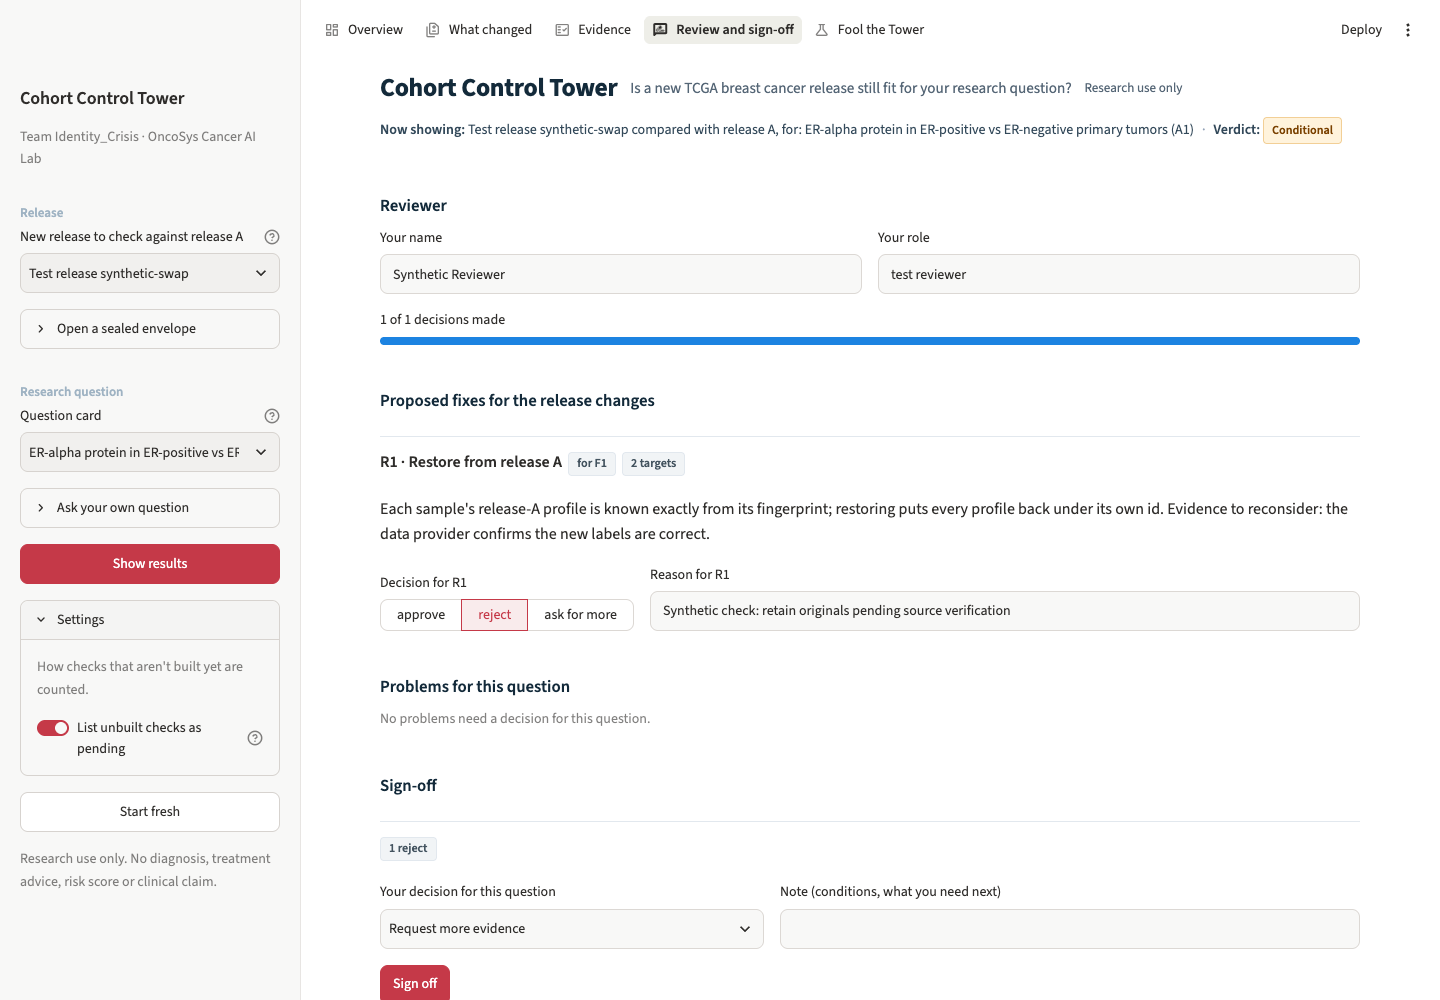 Overview
What changed
Evidence
Review and sign-off
Fool the Tower
Deploy
Cohort Control Tower
Team Identity_Crisis · OncoSys Cancer AI
Lab
Release
New release to check against release A
Test release synthetic-swap
Open a sealed envelope
Research question
Question card
ER-alpha protein in ER-positive vs EF
Ask your own question
Show results
Settings
How checks that aren't built yet are
counted.
List unbuilt checks as
pending
Start fresh
Research use only. No diagnosis, treatment
advice, risk score or clinical claim.
Cohort Control Tower Is a new TCGA breast cancer release still fit for your research question? Research use only
Now showing: Test release synthetic-swap compared with release A, for: ER-alpha protein in ER-positive vs ER-negative primary tumors (A1) · Verdict: Conditional
Reviewer
Your name
Your role
Synthetic Reviewer
test reviewer
1 of 1 decisions made
Proposed fixes for the release changes
R1 · Restore from release A for F1 2 targets
Each sample's release-A profile is known exactly from its fingerprint; restoring puts every profile back under its own id. Evidence to reconsider: the
data provider confirms the new labels are correct.
Decision for R1
Reason for R1
approve
reject
ask for more
Synthetic check: retain originals pending source verification
Problems for this question
No problems need a decision for this question.
Sign-off
1 reject
Your decision for this question
Note (conditions, what you need next)
Request more evidence
Sign off